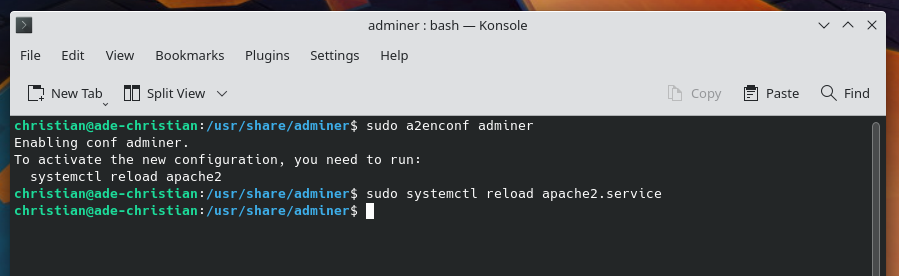 adminer : bash — Konsole
File Edit View Bookmarks Plugins Settings Help
New Tab Split View Copy Paste Find
christian@ade-christian:/usr/share/adminer$ sudo a2enconf adminer
Enabling conf adminer.
To activate the new configuration, you need to run:
  systemctl reload apache2
christian@ade-christian:/usr/share/adminer$ sudo systemctl reload apache2.service
christian@ade-christian:/usr/share/adminer$